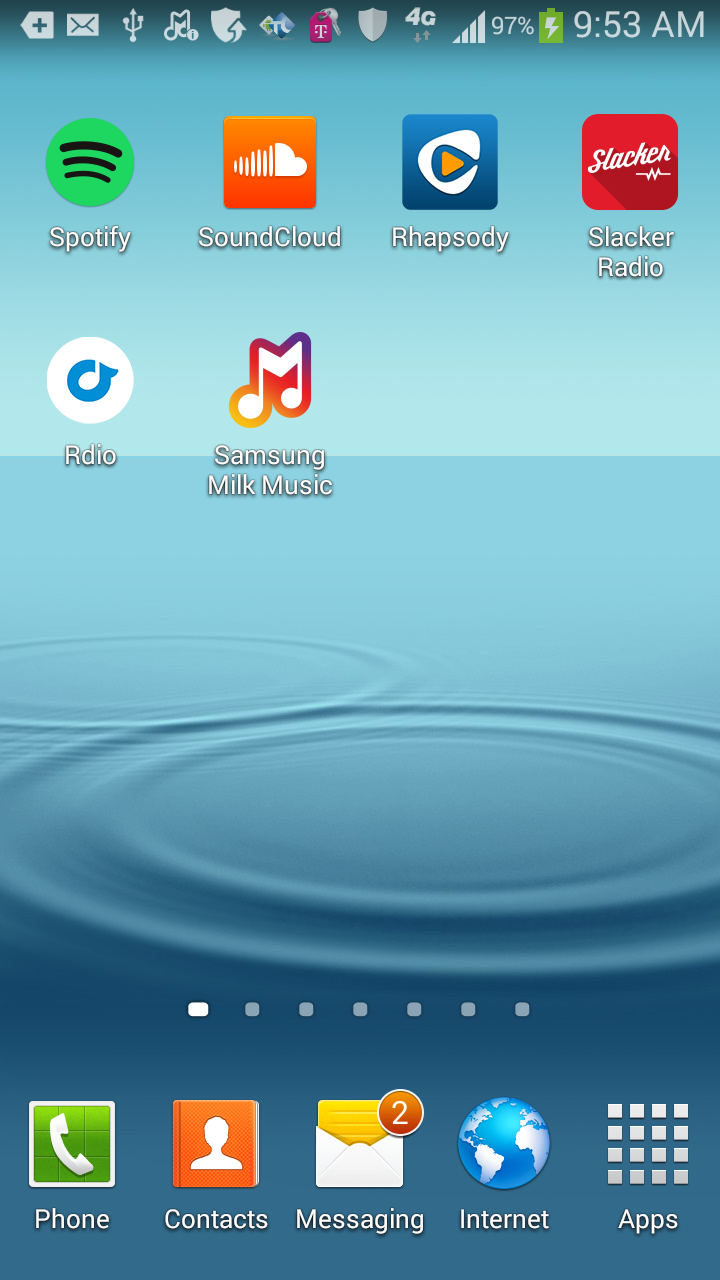 4G 97% 9:53 AM
T
Spotify SoundCloud Rhapsody Slacker Radio
Slacker
Rdio Samsung Milk Music
2
Phone Contacts Messaging Internet Apps